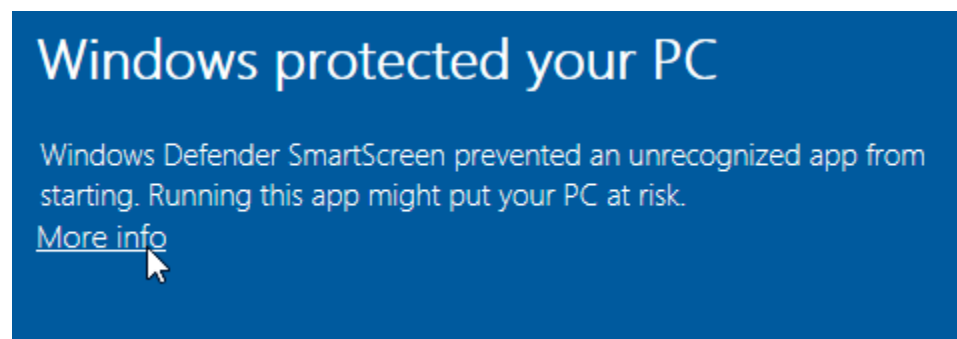 Windows protected your PC
Windows Defender SmartScreen prevented an unrecognized app from
starting. Running this app might put your PC at risk.
More info